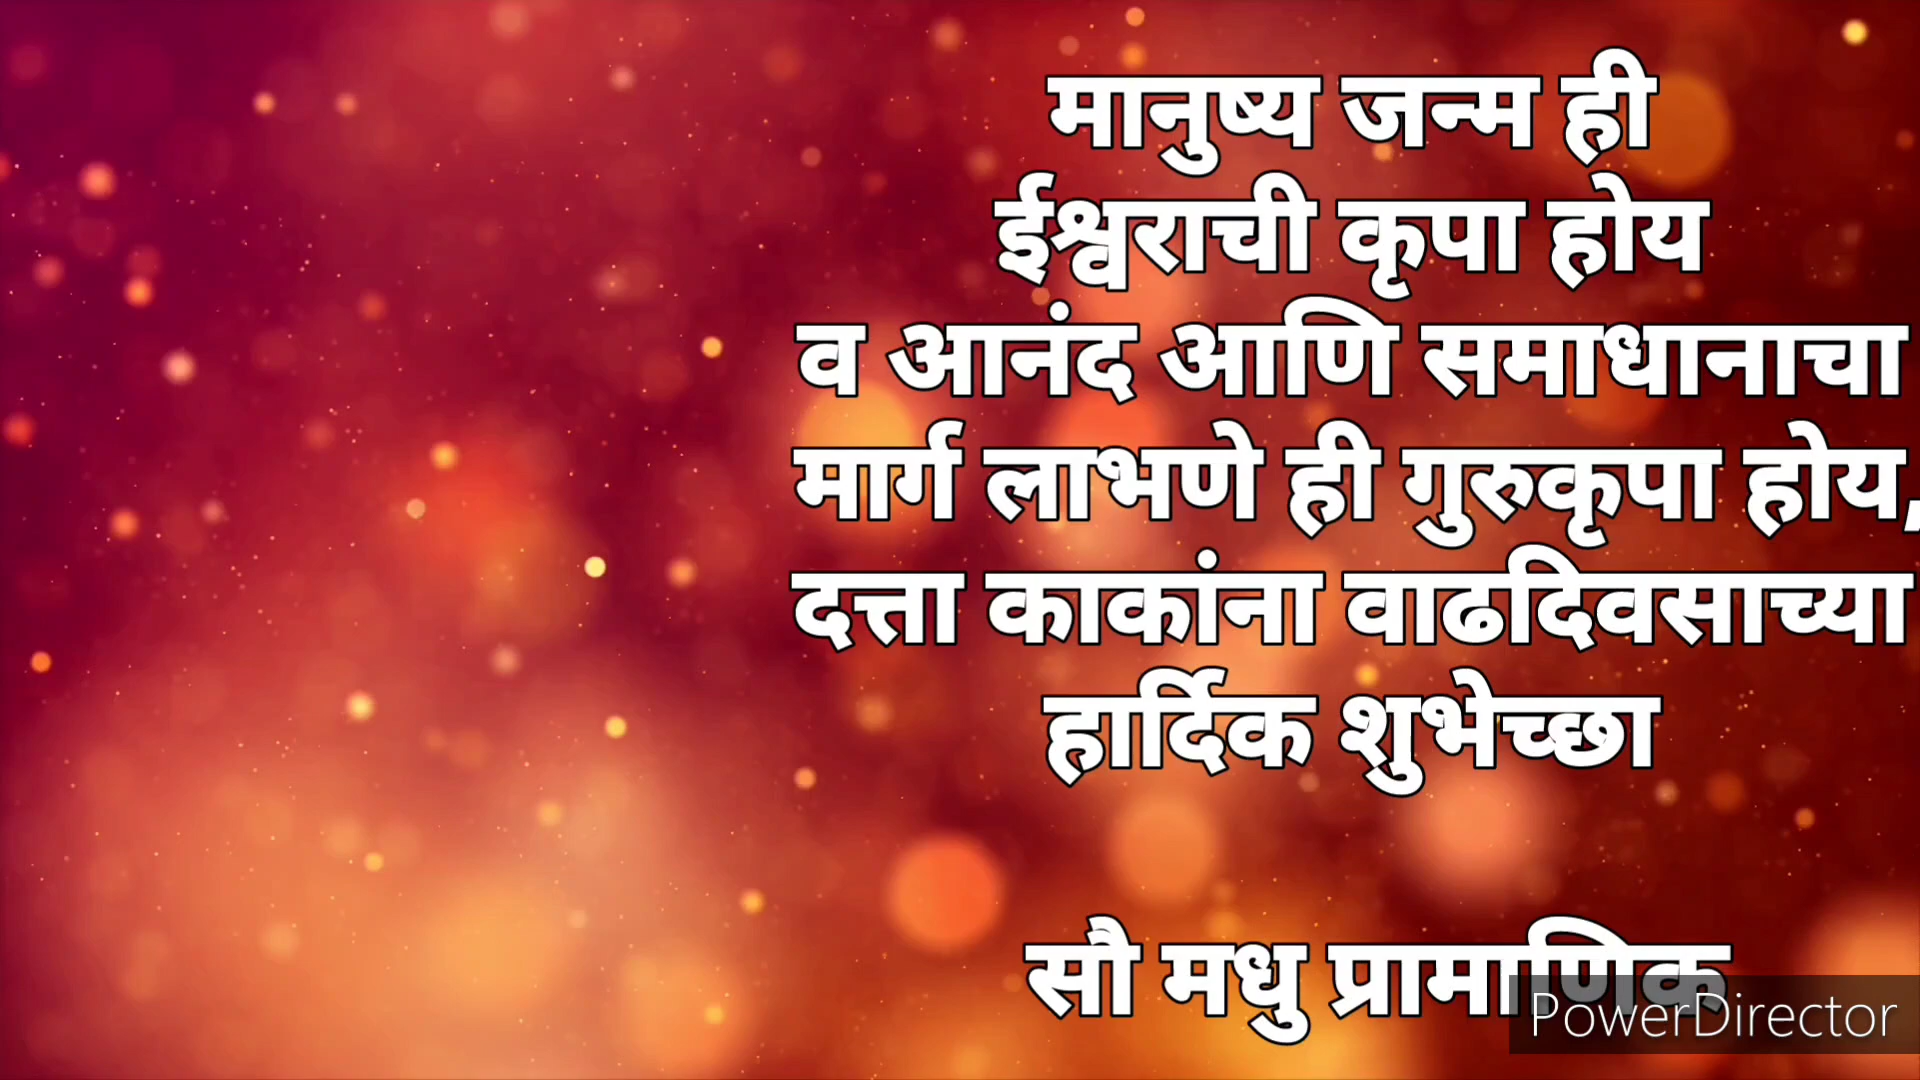 मानुष्य जन्म ही
ईश्वराची कृपा होय
व आनंद आणि समाधानाचा
मार्ग लाभणे ही गुरुकृपा होय,
दत्ता काकांना वाढदिवसाच्या
हार्दिक शुभेच्छा
सौ मधु प्रामाणिक
PowerDirector